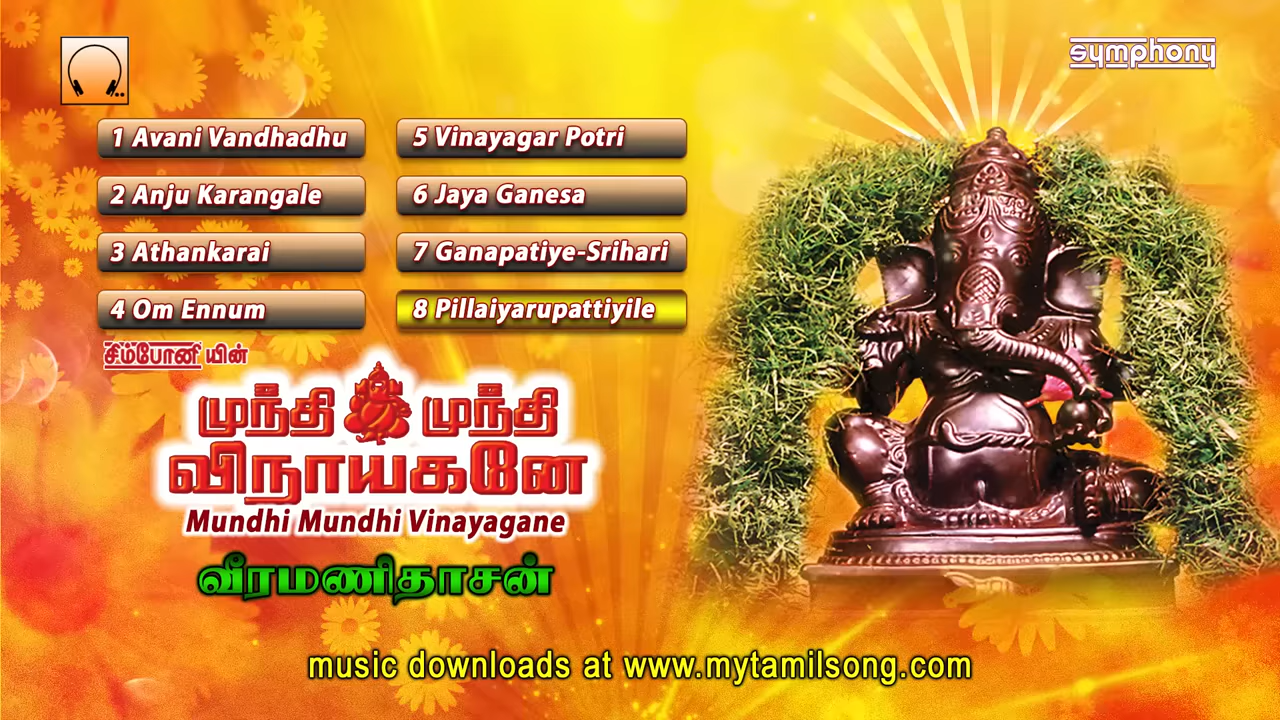 symphony
1 Avani Vandhadhu
2 Anju Karangale
3 Athankarai
4 Om Ennum
5 Vinayagar Potri
6 Jaya Ganesa
7 Ganapatiye-Srihari
8 Pillaiyarupattiyile
சிம்போனி யின்
முந்தி முந்தி
விநாயகனே
Mundhi Mundhi Vinayagane
வீரமணிதாசன்
music downloads at www.mytamilsong.com